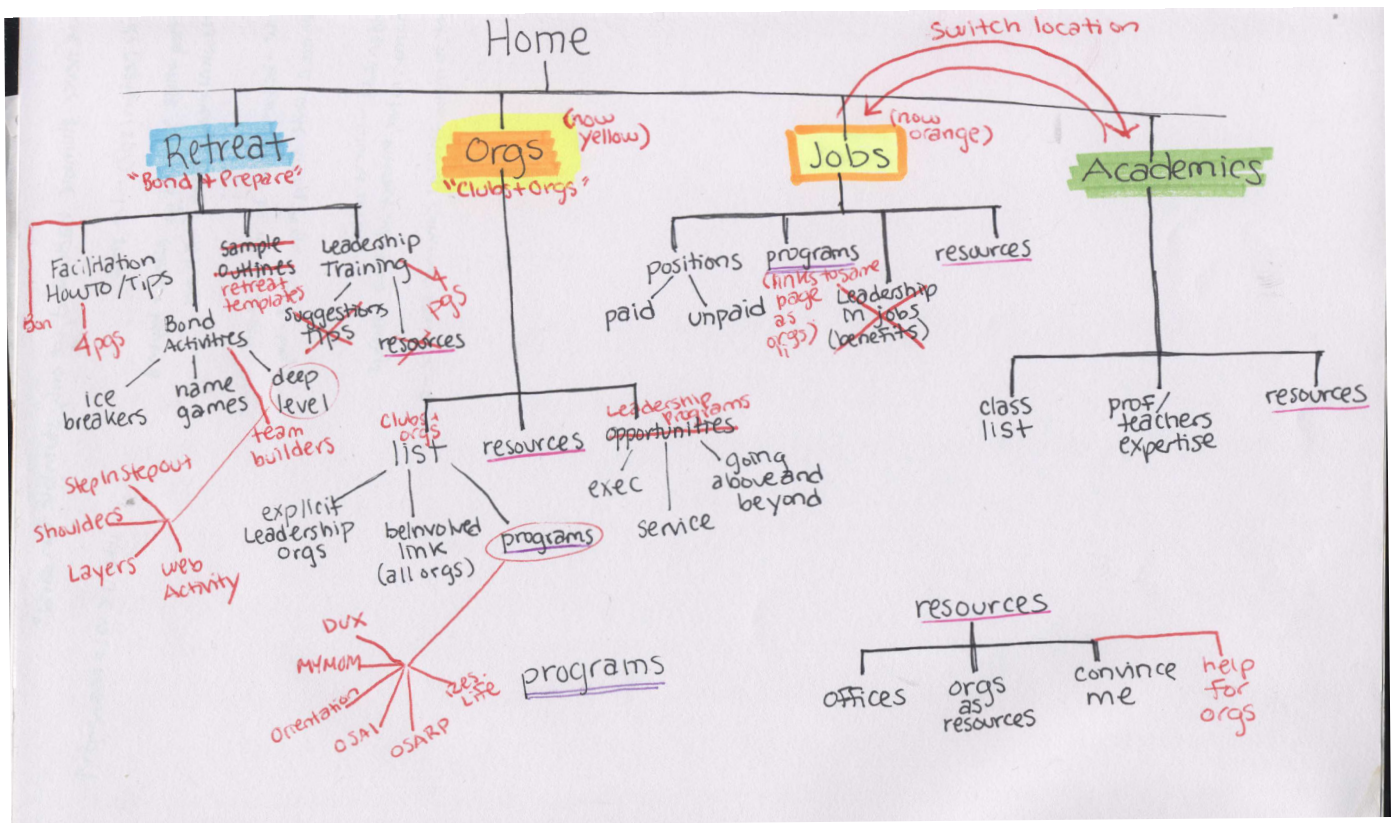 Switch location
Home
(now
yellow)
(now
orange)
Retreat
"Bond + Prepare"
Orgs
"Clubs + Orgs"
Jobs
Academics
Facilitation
How TO / Tips
4 pgs
Bon
Bond
Activities
ice
breakers
name
games
deep
level
team
builders
Step In Step out
Shoulders
Layers
web
Activity
sample
outlines
retreat
templates
Leadership
Training
4
pgs
suggestions
tips
resources
Clubs +
orgs
list
explicit
Leadership
orgs
beInvolved
link
(all orgs)
programs
DUX
MYMOM
Orientation
OSAI
OSARP
Res.
Life
resources
Leadership
programs
opportunities
exec
service
going
above and
beyond
positions
paid
unpaid
programs
(links to same
page
as
orgs)
Leadership
in jobs
(benefits)
resources
class
list
prof/
teachers
expertise
resources
programs
resources
offices
orgs
as
resources
convince
me
help
for
orgs